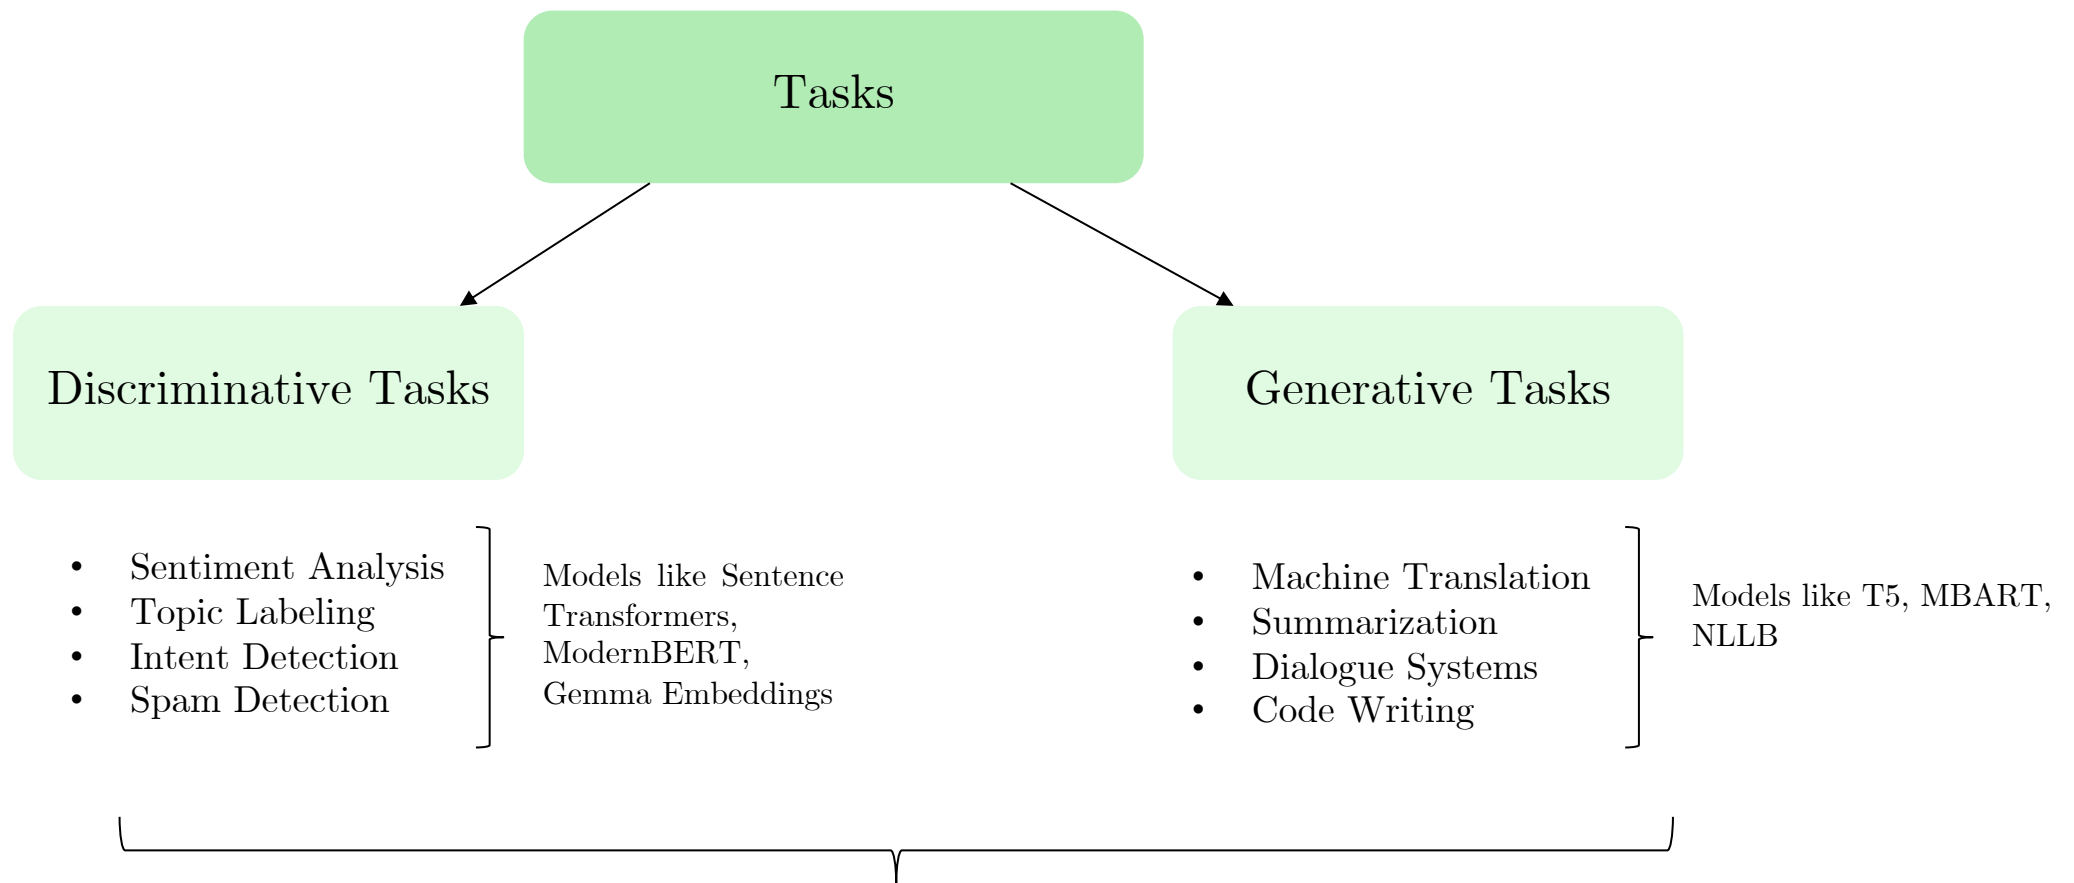 Tasks
Discriminative Tasks
Generative Tasks
• Sentiment Analysis
• Topic Labeling
• Intent Detection
• Spam Detection
Models like Sentence
Transformers,
ModernBERT,
Gemma Embeddings
• Machine Translation
• Summarization
• Dialogue Systems
• Code Writing
Models like T5, MBART,
NLLB